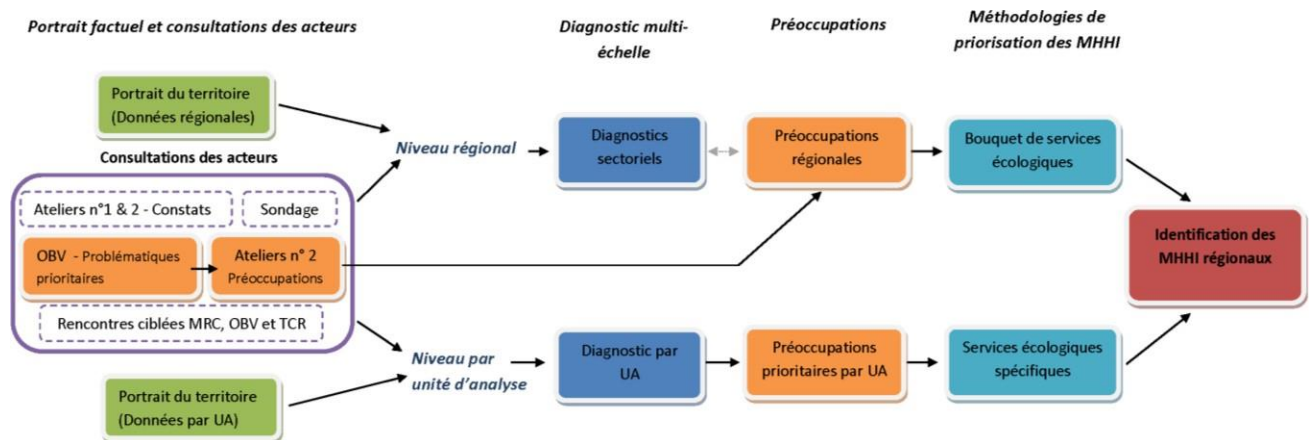 Portrait factuel et consultations des acteurs
Diagnostic multi-
échelle
Préoccupations
Méthodologies de
priorisation des MHHI
Portrait du territoire
(Données régionales)
Consultations des acteurs
Ateliers n°1 & 2 - Constats
Sondage
OBV - Problématiques
prioritaires
Ateliers n° 2
Préoccupations
Rencontres ciblées MRC, OBV et TCR
Portrait du territoire
(Données par UA)
Niveau régional
Diagnostics
sectoriels
Préoccupations
régionales
Bouquet de services
écologiques
Niveau par
unité d'analyse
Diagnostic par
UA
Préoccupations
prioritaires par UA
Services écologiques
spécifiques
Identification des
MHHI régionaux